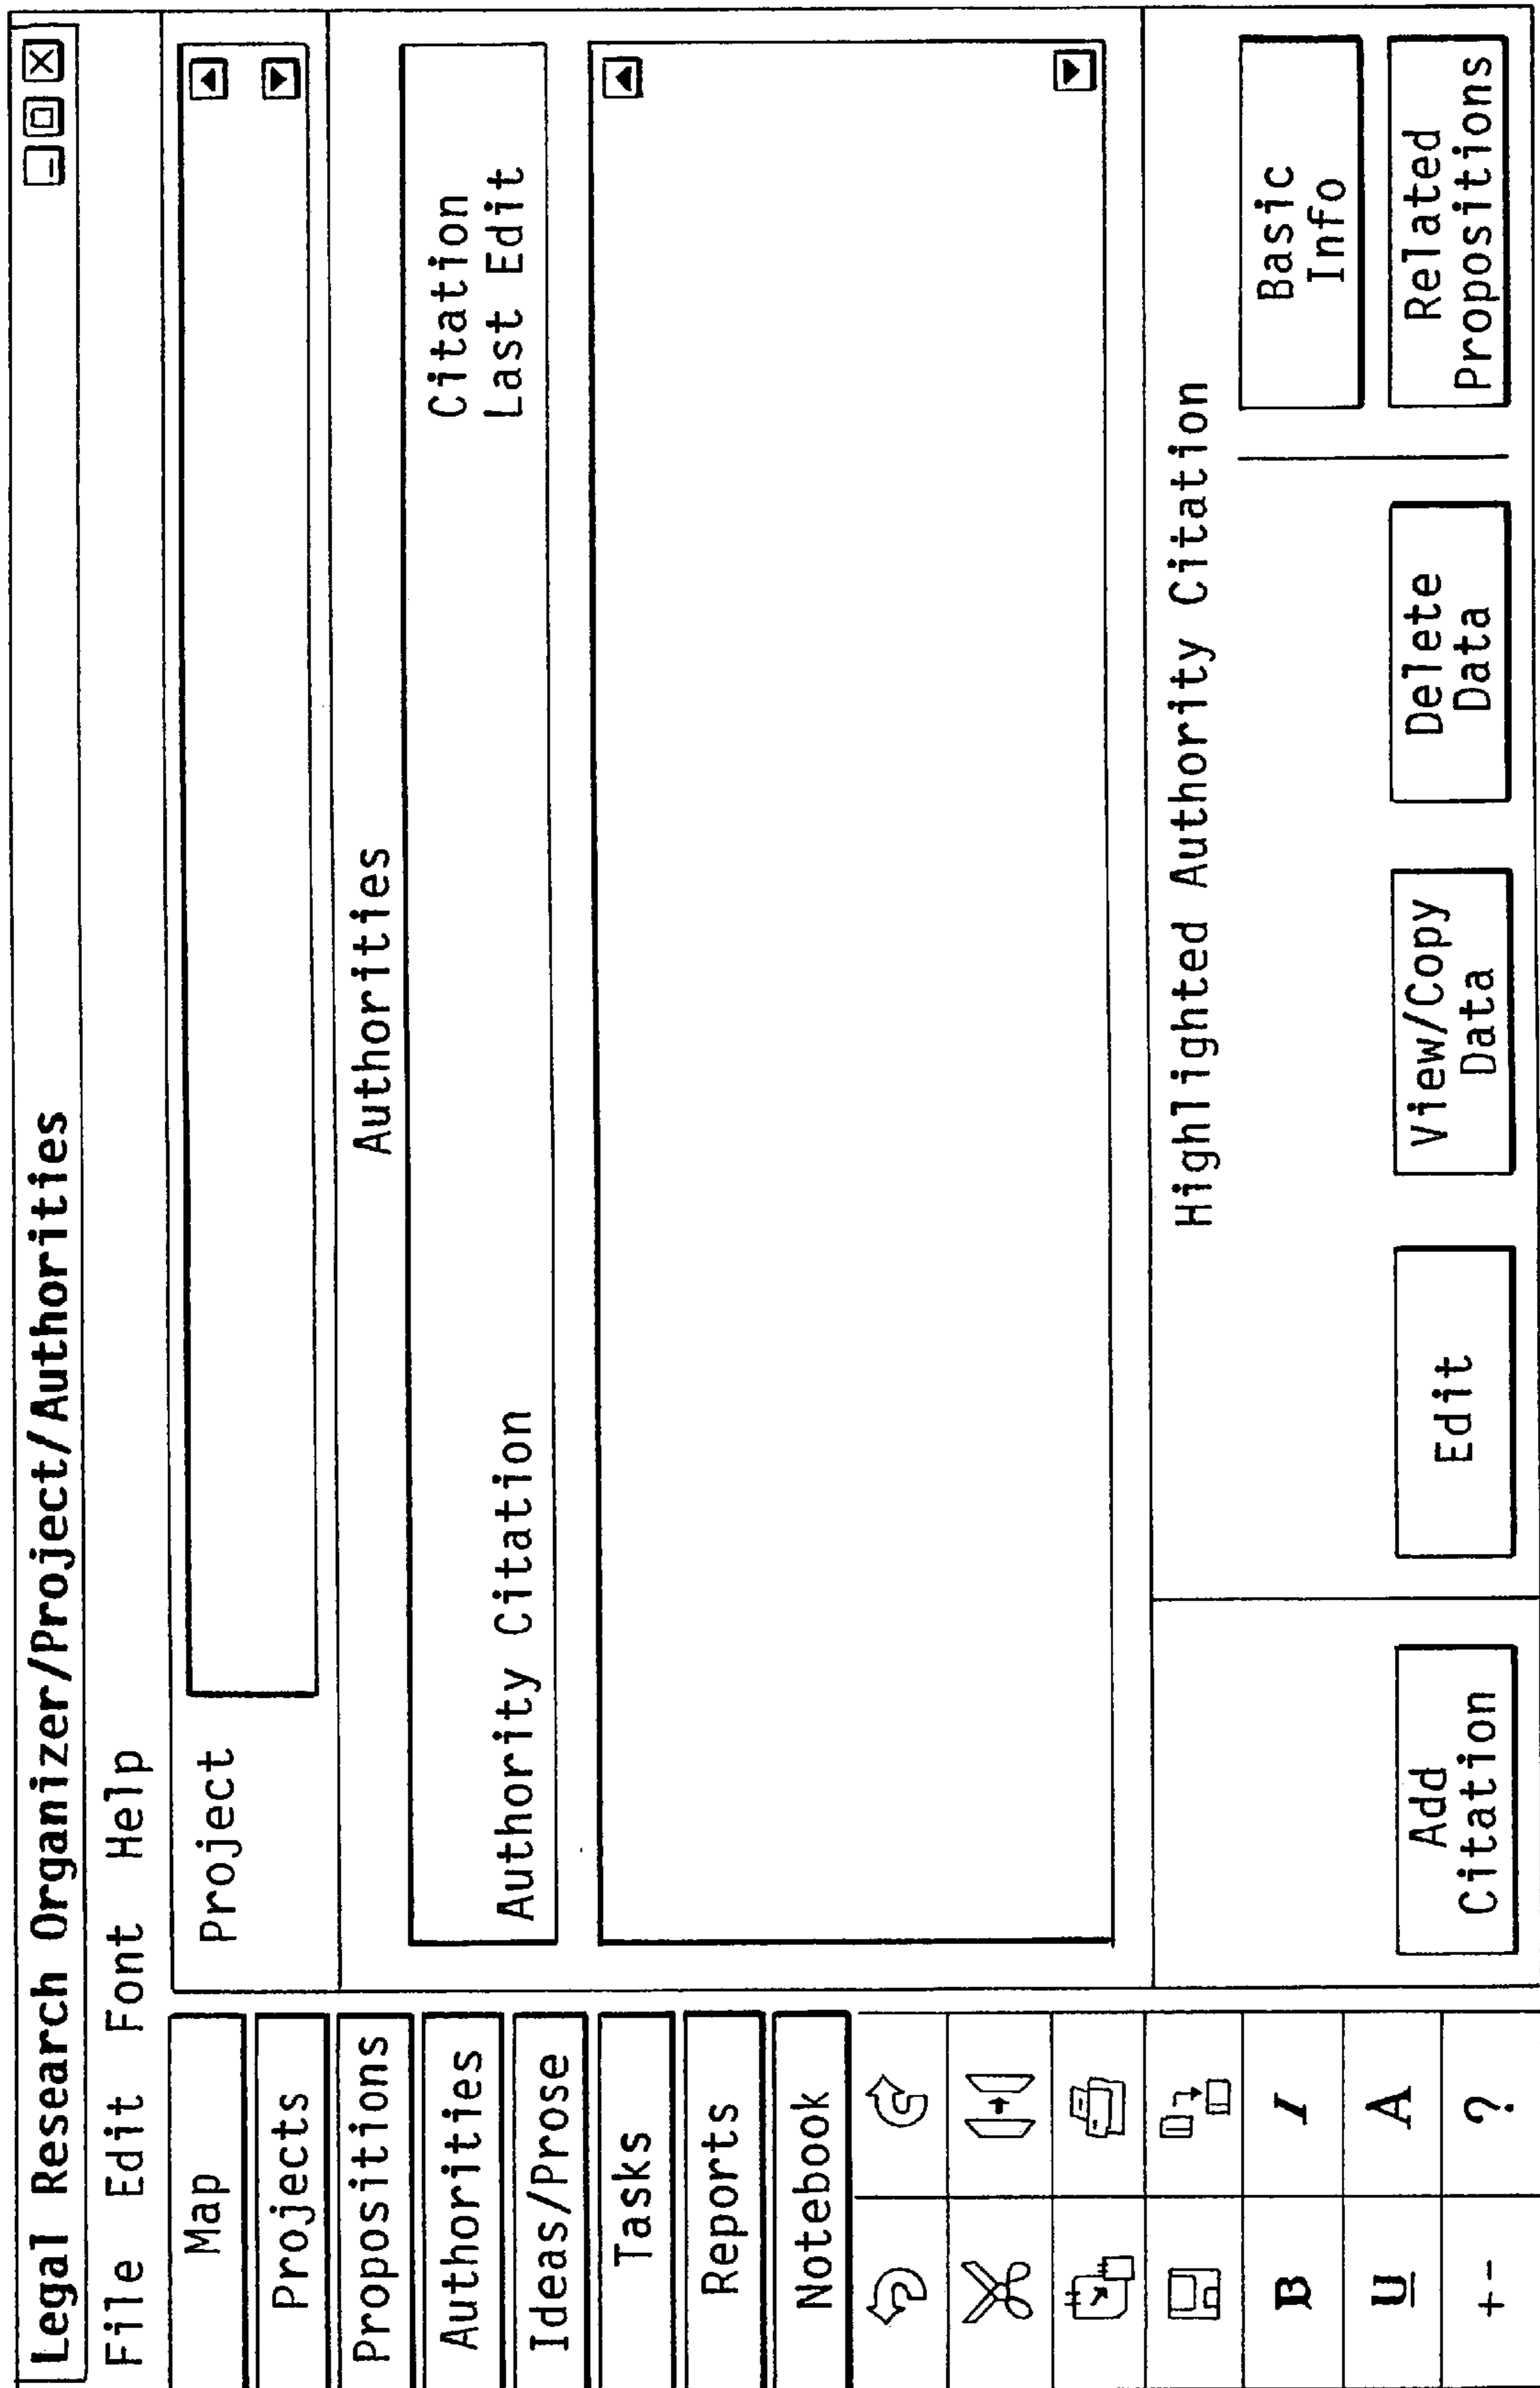 Legal Research Organizer/Project/Authorities
File Edit Font Help
Map
Projects
Propositions
Authorities
Ideas/Prose
Tasks
Reports
Notebook
B I
U A
+- ?
Project
Authorities
Authority Citation
Citation
Last Edit
Highlighted Authority Citation
Add
Citation
Edit
View/Copy
Data
Delete
Data
Basic
Info
Related
Propositions